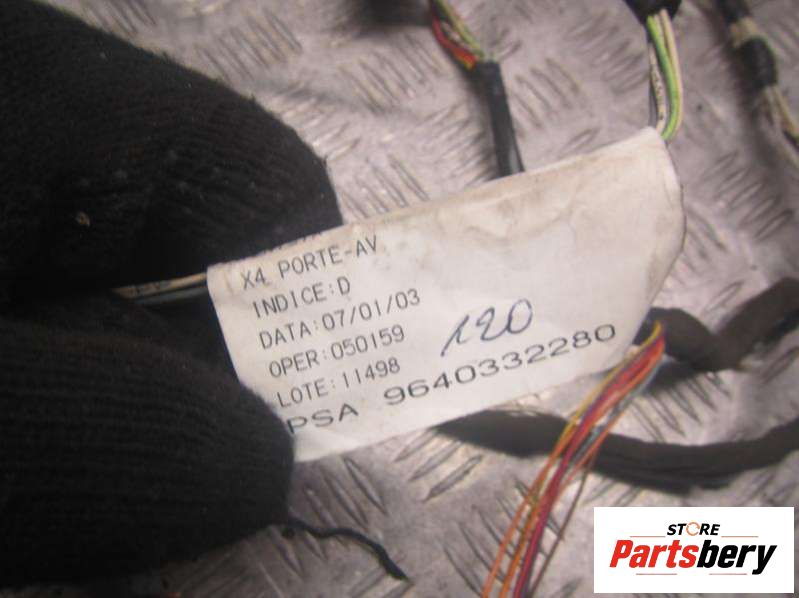 X4 PORTE-AV
INDICE:D
DATA:07/01/03
OPER:050159
LOTE:11498
120
PSA 9640332280
STORE
Partsbery